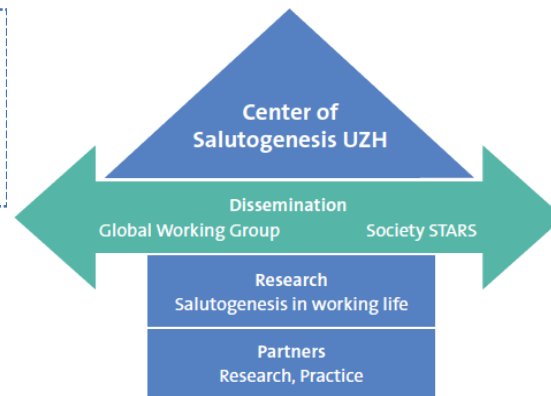 Center of
Salutogenesis UZH
Dissemination
Global Working Group Society STARS
Research
Salutogenesis in working life
Partners
Research, Practice